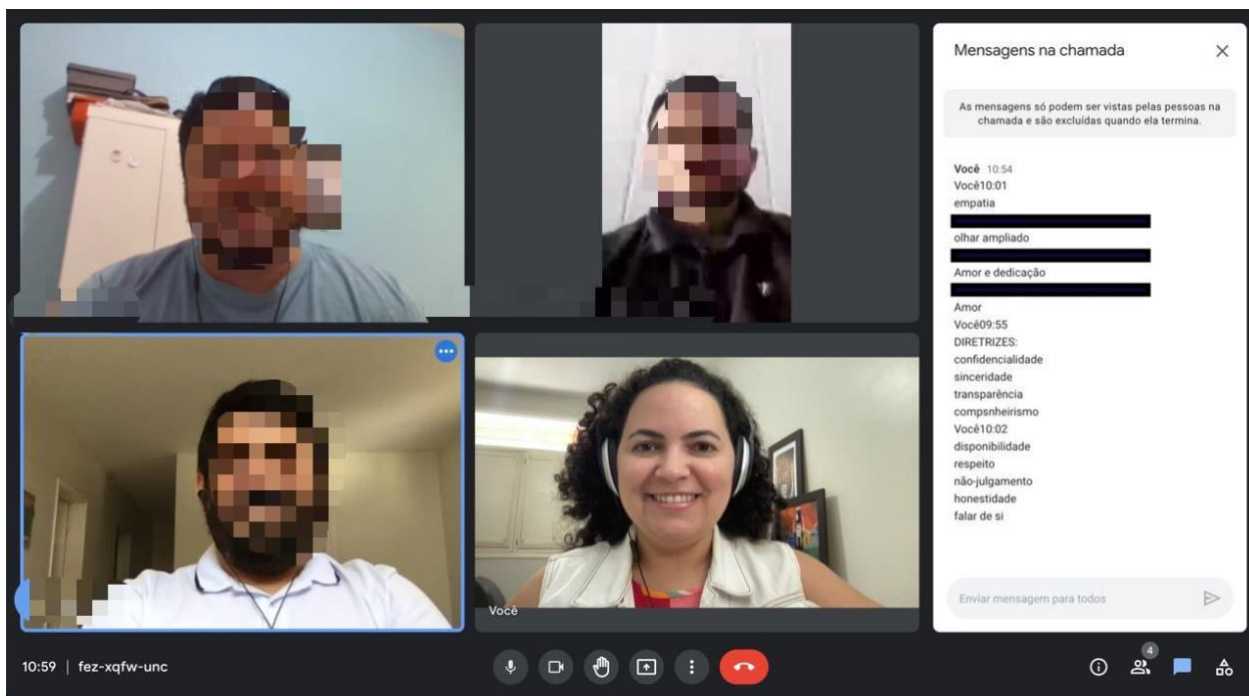 Mensagens na chamada
As mensagens só podem ser vistas pelas pessoas na
chamada e são excluídas quando ela termina.
Você 10:54
Você10:01
empatia
olhar ampliado
Amor e dedicação
Amor
Você09:55
DIRETRIZES:
confidencialidade
sinceridade
transparência
compsnheirismo
Você10:02
disponibilidade
respeito
não-julgamento
honestidade
falar de si
Enviar mensagem para todos
Você
10:59 | fez-xqfw-unc
4